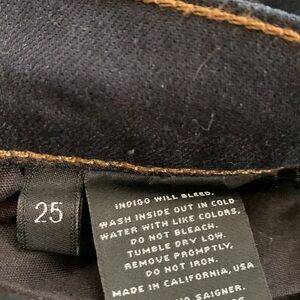 25
INDIGO WILL BLEED.
WASH INSIDE OUT IN COLD
WATER WITH LIKE COLORS,
DO NOT BLEACH.
TUMBLE DRY LOW.
REMOVE PROMPTLY,
DO NOT IRON.
MADE IN CALIFORNIA, USA
SAIGNER.